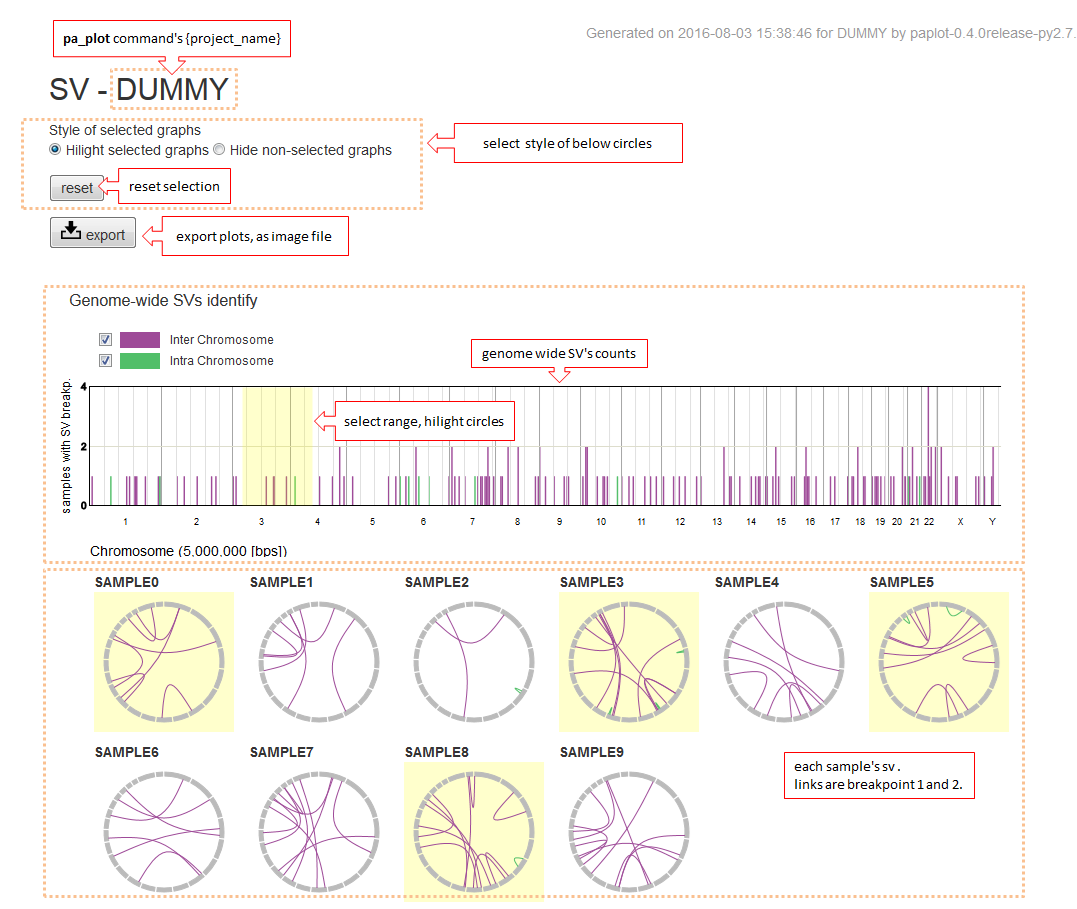 pa_plot command's {project_name}
Generated on 2016-08-03 15:38:46 for DUMMY by paplot-0.4.0release-py2.7.
SV - DUMMY
Style of selected graphs
Hilight selected graphs Hide non-selected graphs
select style of below circles
reset
reset selection
export
export plots, as image file
Genome-wide SVs identify
Inter Chromosome
Intra Chromosome
genome wide SV's counts
samples with SV breakp.
4
2
0
select range, hilight circles
1 2 3 4 5 6 7 8 9 10 11 12 13 14 15 16 17 18 19 20 21 22 X Y
Chromosome (5,000,000 [bps])
SAMPLE0 SAMPLE1 SAMPLE2 SAMPLE3 SAMPLE4 SAMPLE5
SAMPLE6 SAMPLE7 SAMPLE8 SAMPLE9
each sample's sv .
links are breakpoint 1 and 2.